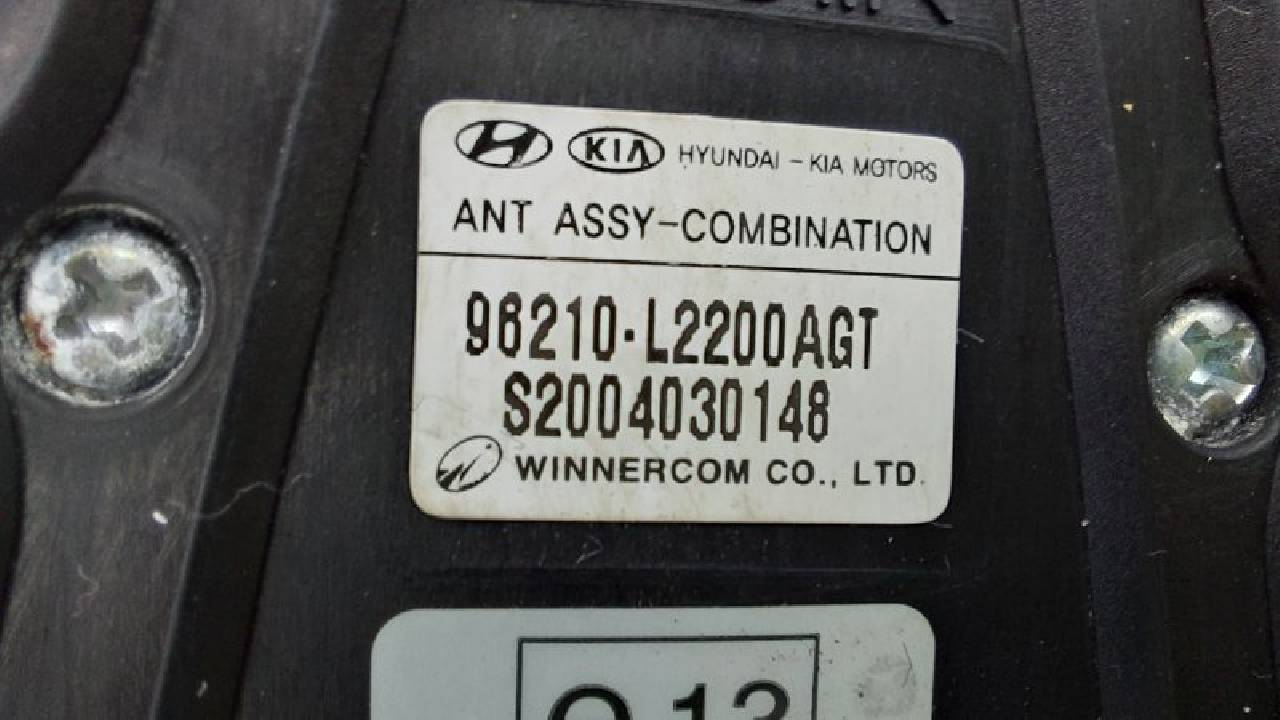 KIA HYUNDAI - KIA MOTORS
ANT ASSY-COMBINATION
96210-L2200AGT
S2004030148
WINNERCOM CO., LTD.